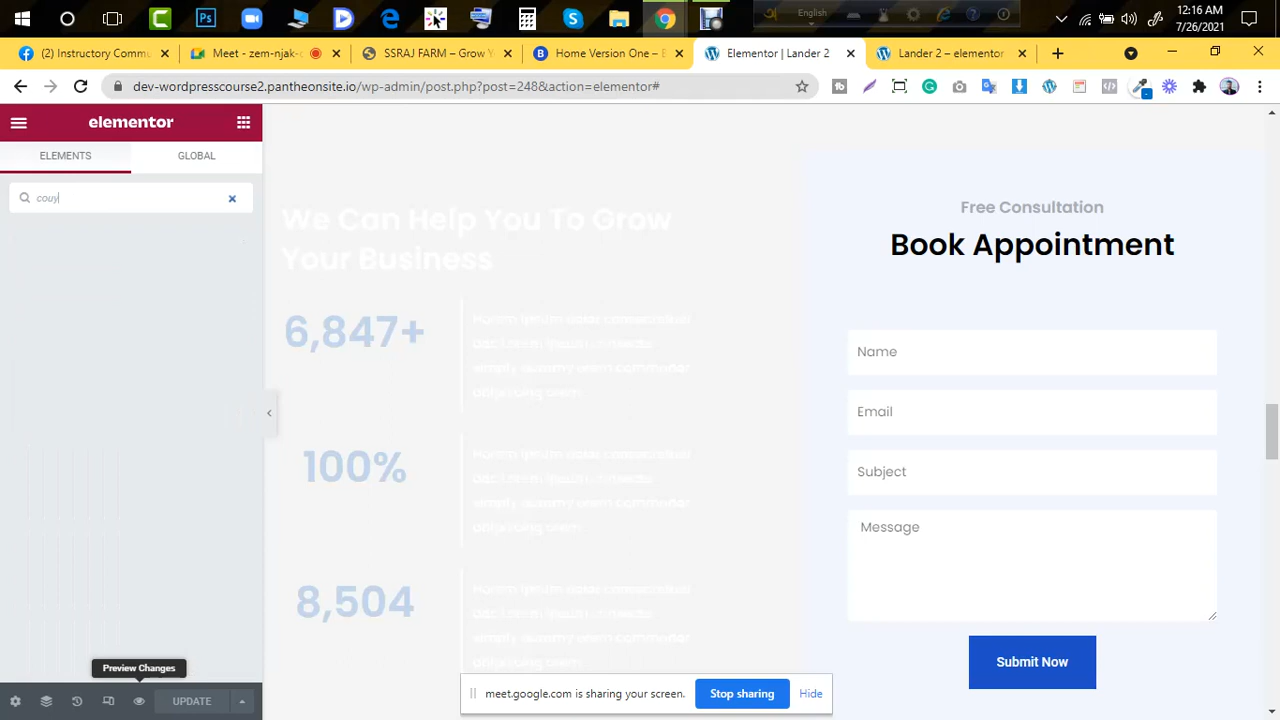 English
12:16 AM
7/26/2021
(2) Instructory Commu
Meet - zem-njak-
SSRAJ FARM – Grow Y
Home Version One – E
Elementor | Lander 2
Lander 2 – elementor
dev-wordpresscourse2.pantheonsite.io/wp-admin/post.php?post=248&action=elementor#
elementor
ELEMENTS
GLOBAL
couy
We Can Help You To Grow
Your Business
6,847+
100%
8,504
Free Consultation
Book Appointment
Name
Email
Subject
Message
Submit Now
Preview Changes
UPDATE
meet.google.com is sharing your screen.
Stop sharing
Hide